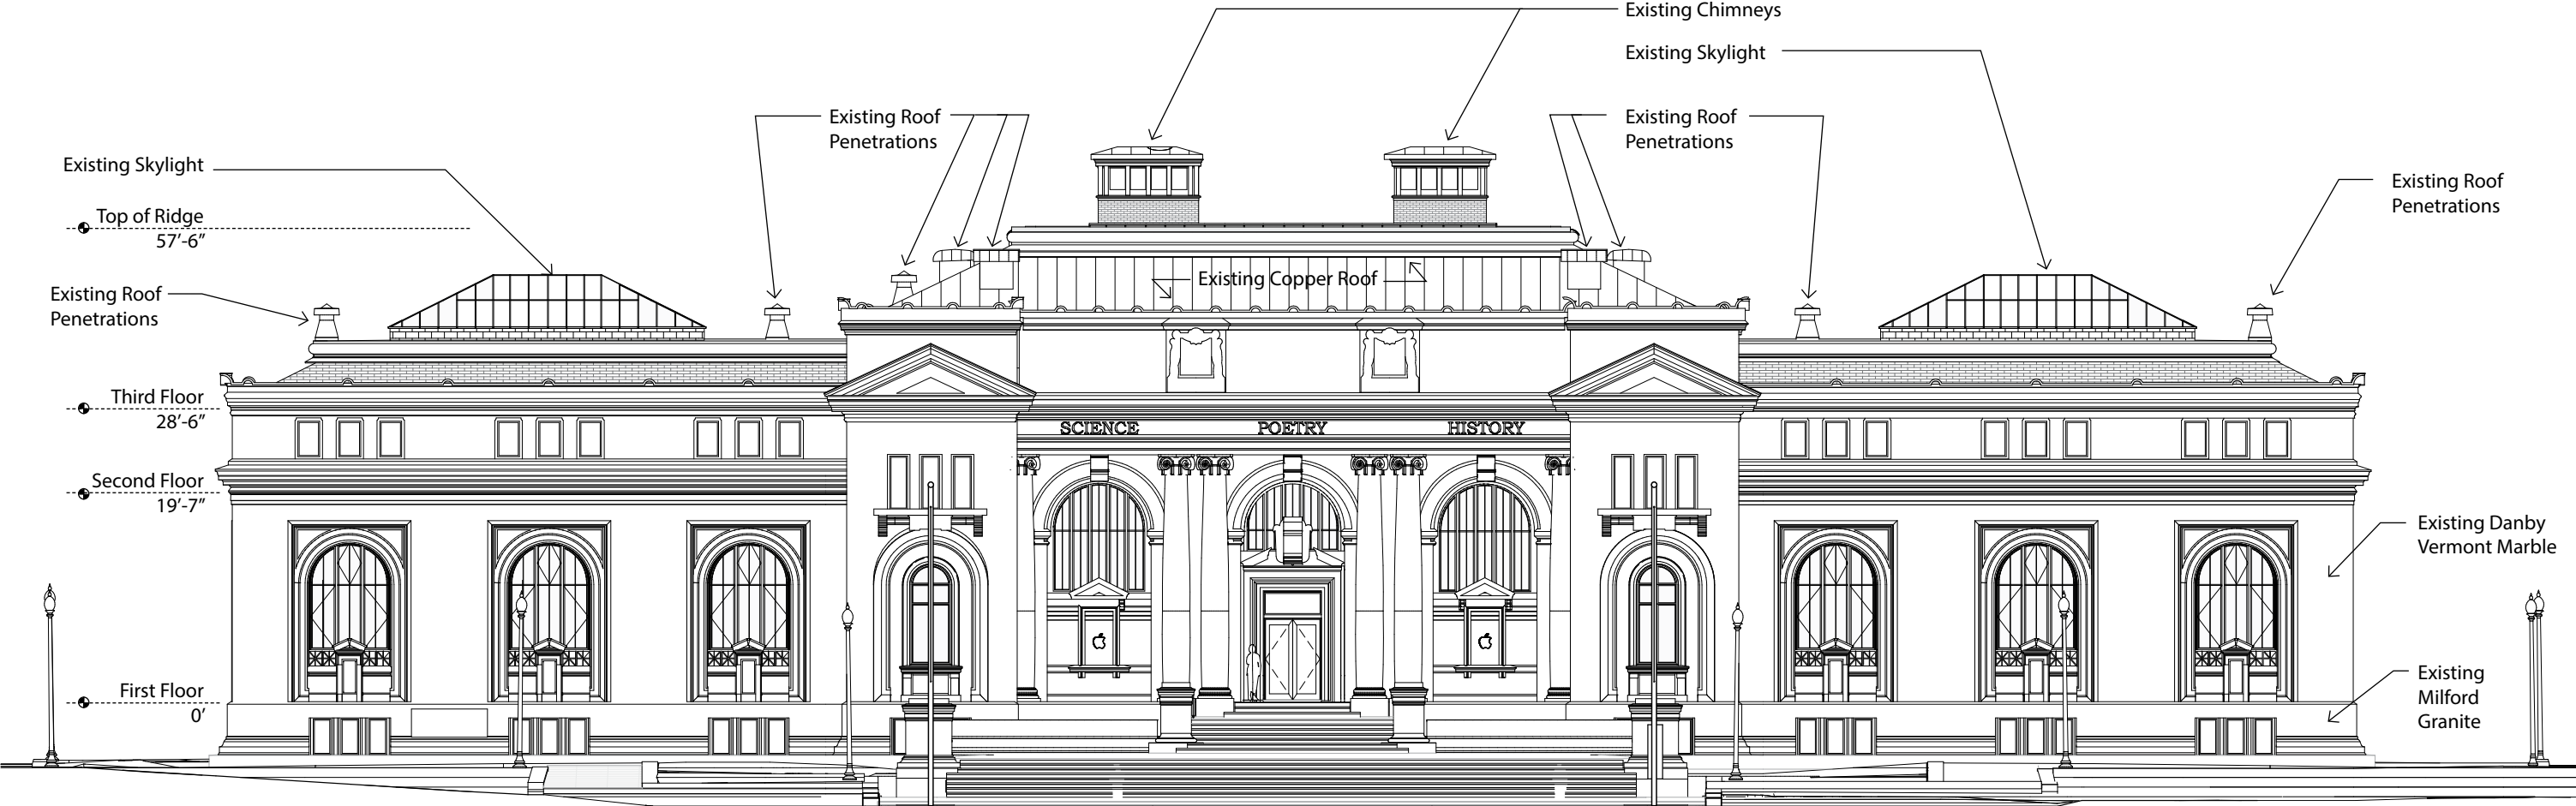 Existing Chimneys
Existing Skylight
Existing Roof
Penetrations
Existing Roof
Penetrations
Existing Skylight
Existing Roof
Penetrations
Top of Ridge
57’-6”
Existing Copper Roof
Existing Roof
Penetrations
Third Floor
28’-6”
SCIENCE
POETRY
HISTORY
Second Floor
19’-7”
Existing Danby
Vermont Marble
Existing
Milford
Granite
First Floor
0’